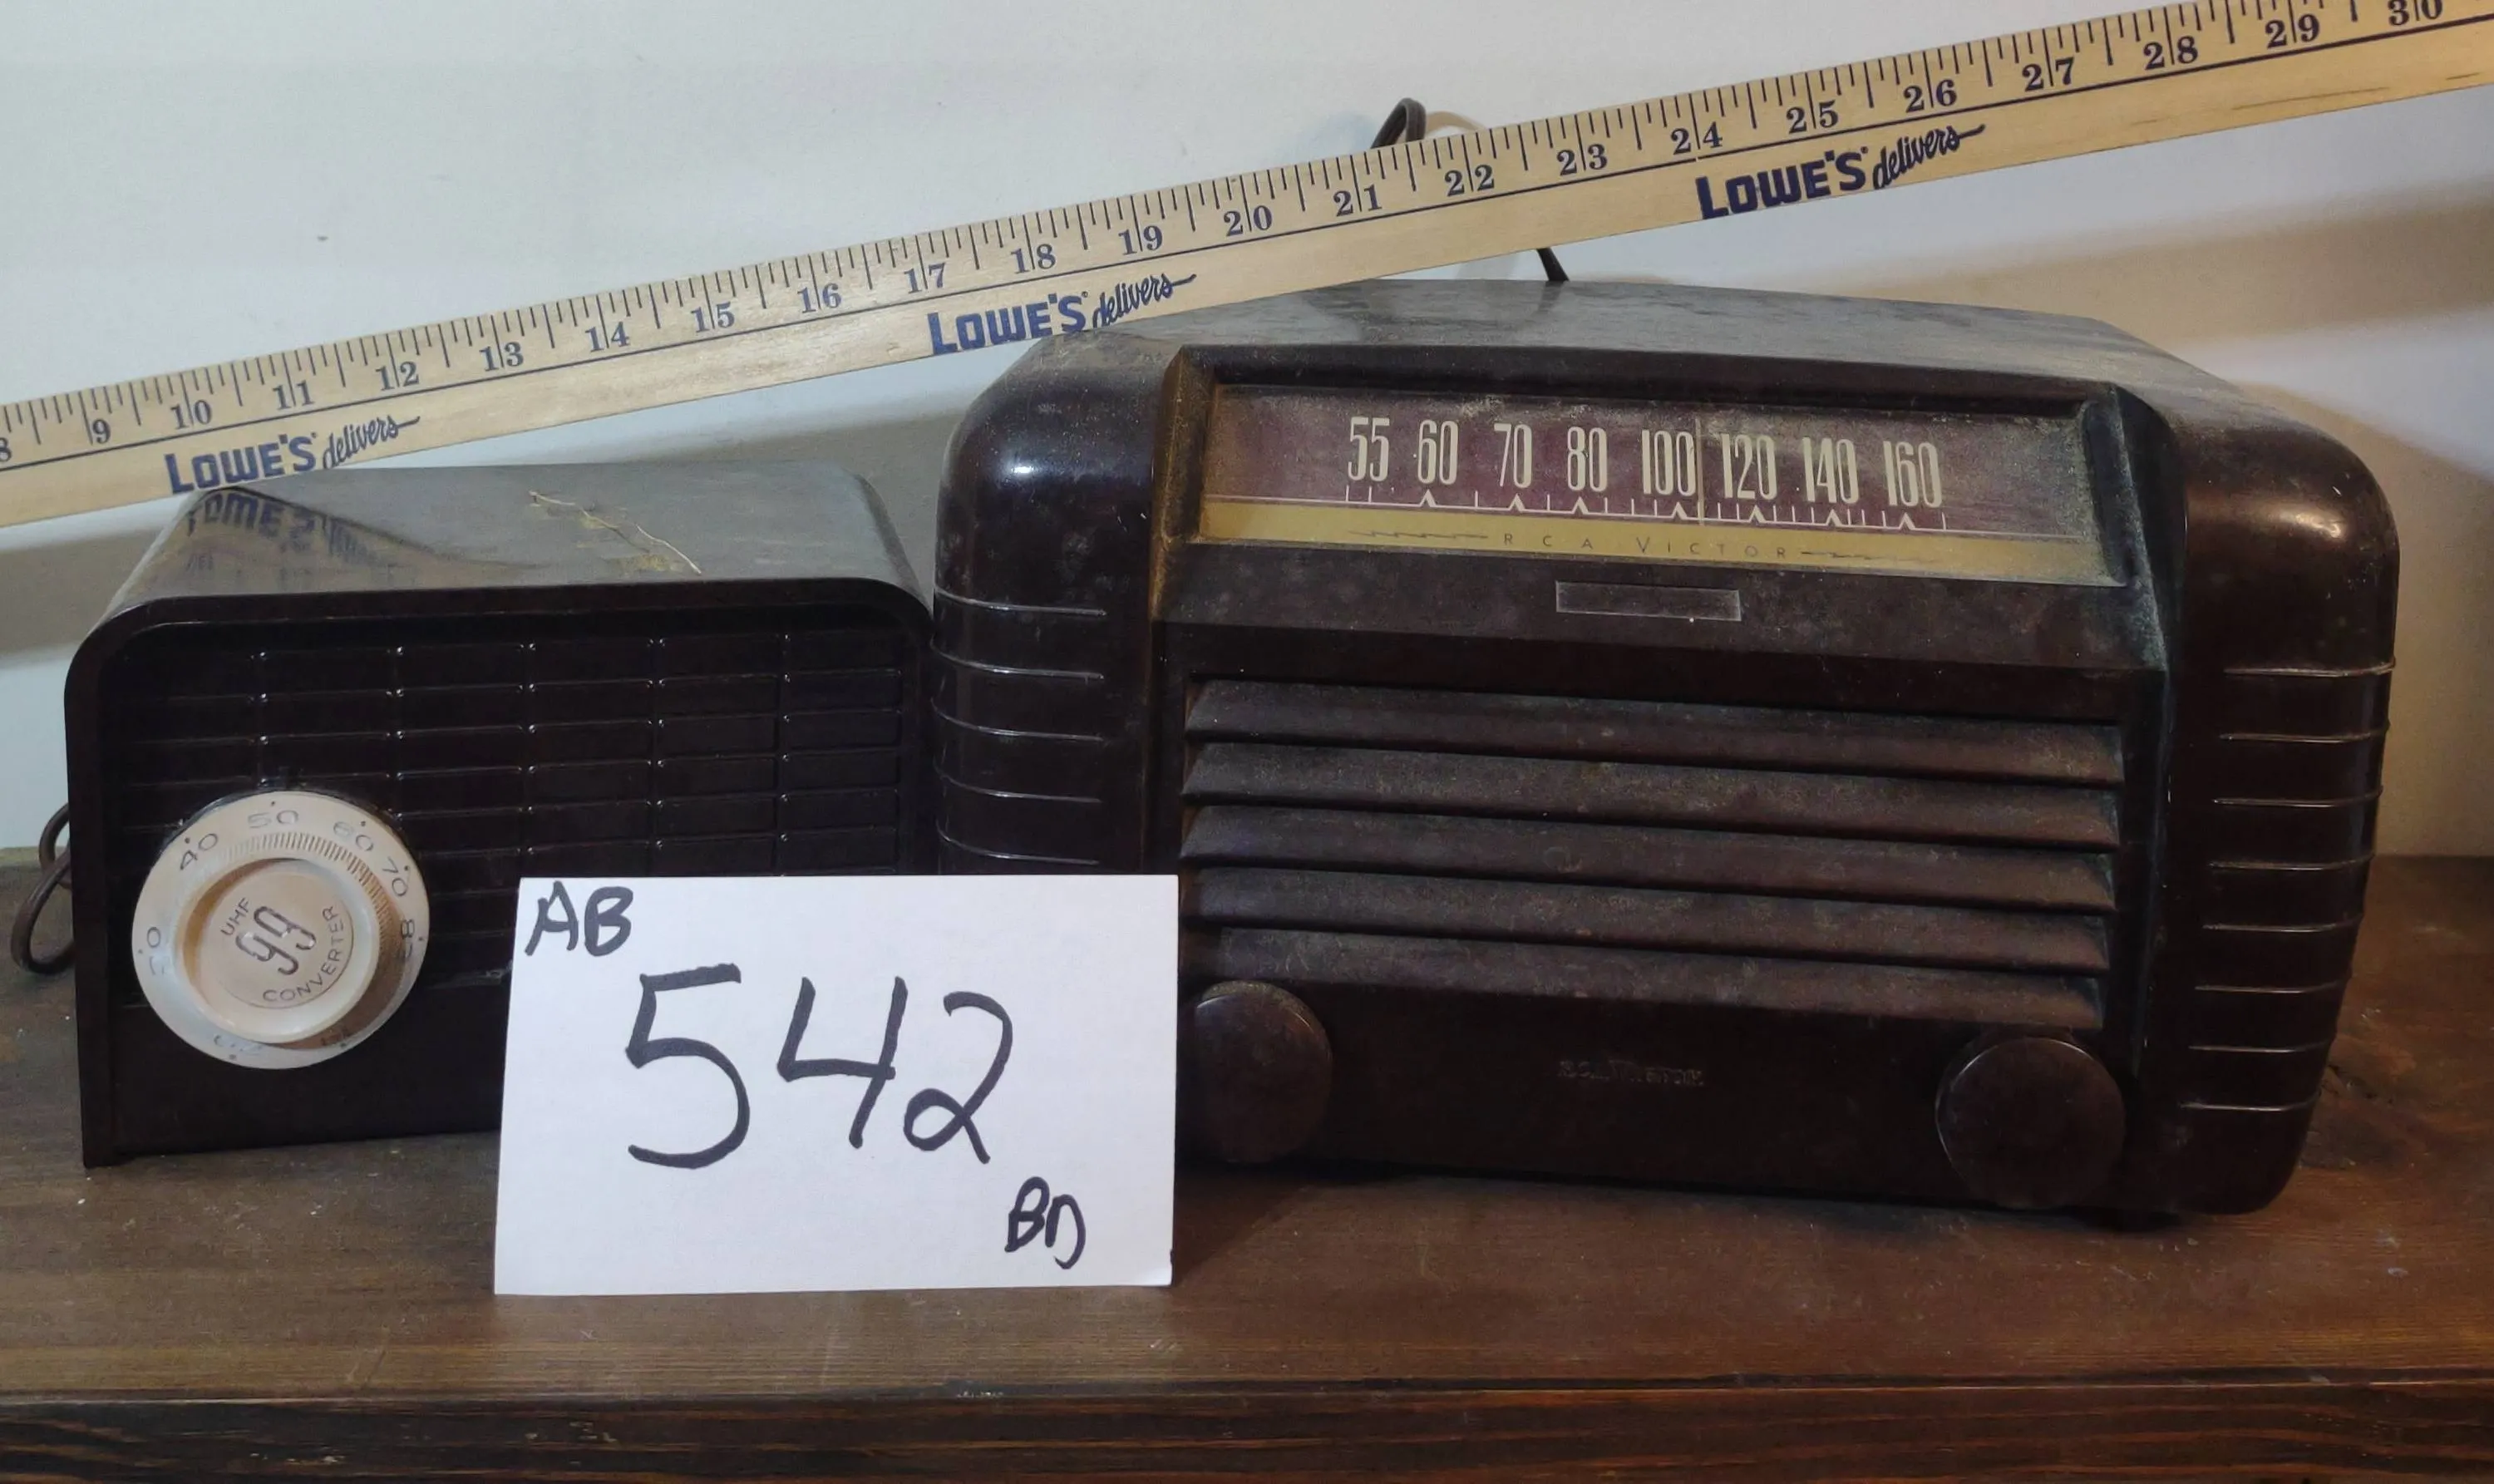 8 9 10 11 12 13 14 15 16 17 18 19 20 21 22 23 24 25 26 27 28 29 30
LOWE'S delivers LOWE'S delivers LOWE'S delivers
55 60 70 80 100 120 140 160
RCA VICTOR
40 50 60 70 8
UHF
99
CONVERTER
AB
542
BD